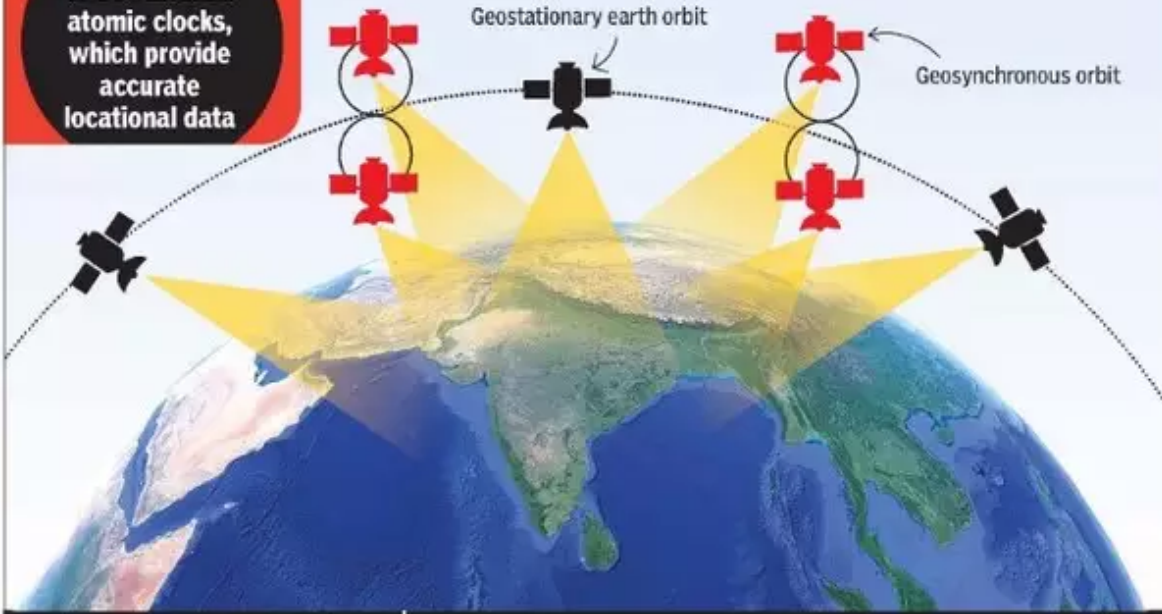 atomic clocks,
which provide
accurate
locational data
Geostationary earth orbit
Geosynchronous orbit